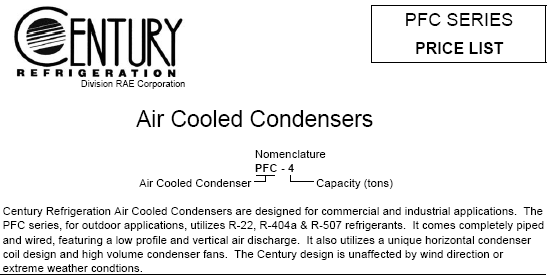 CENTURY
REFRIGERATION
Division RAE Corporation
PFC SERIES
PRICE LIST
Air Cooled Condensers
Nomenclature
PFC - 4
Air Cooled Condenser Capacity (tons)
Century Refrigeration Air Cooled Condensers are designed for commercial and industrial applications. The
PFC series, for outdoor applications, utilizes R-22, R-404a & R-507 refrigerants. It comes completely piped
and wired, featuring a low profile and vertical air discharge. It also utilizes a unique horizontal condenser
coil design and high volume condenser fans. The Century design is unaffected by wind direction or
extreme weather condtions.